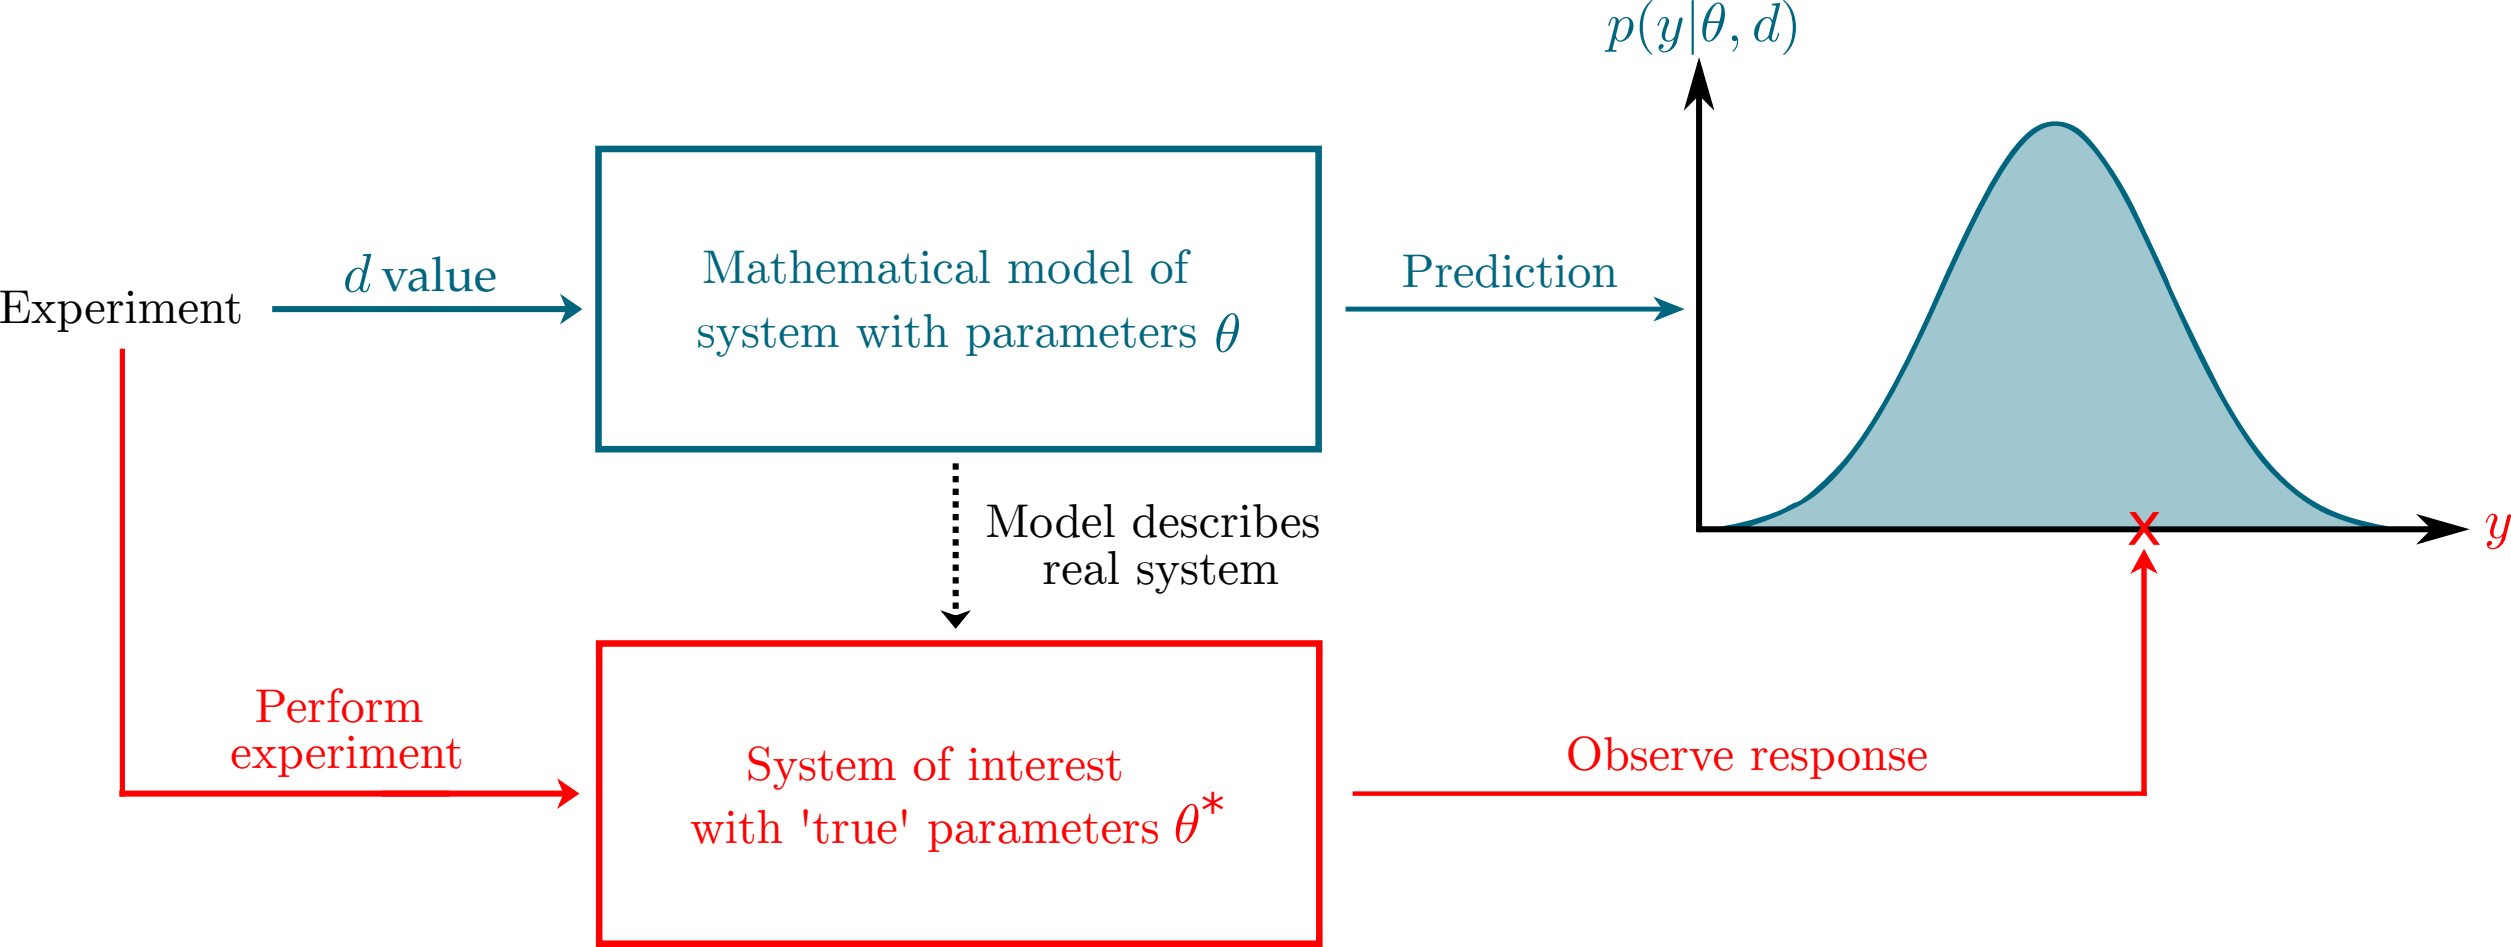 p(y|θ, d)
d value
Experiment
Mathematical model of
system with parameters θ
Prediction
Model describes
real system
x
y
Perform
experiment
System of interest
with 'true' parameters θ*
Observe response